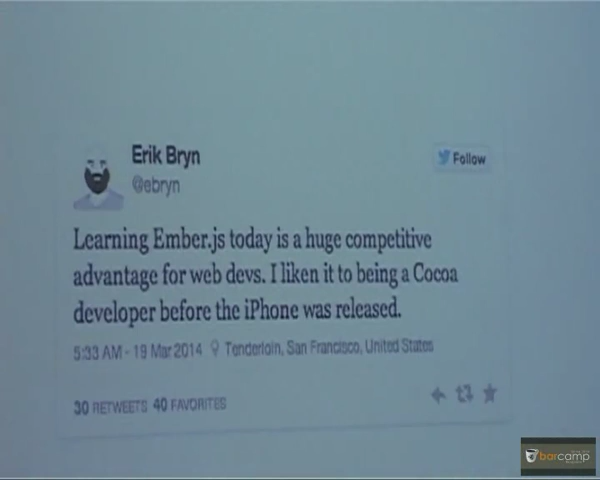 Erik Bryn
@ebryn
Follow
Learning Ember.js today is a huge competitive
advantage for web devs. I liken it to being a Cocoa
developer before the iPhone was released.
5:33 AM - 19 Mar 2014 Tenderloin, San Francisco, United States
30 RETWEETS 40 FAVORITES
barcamp